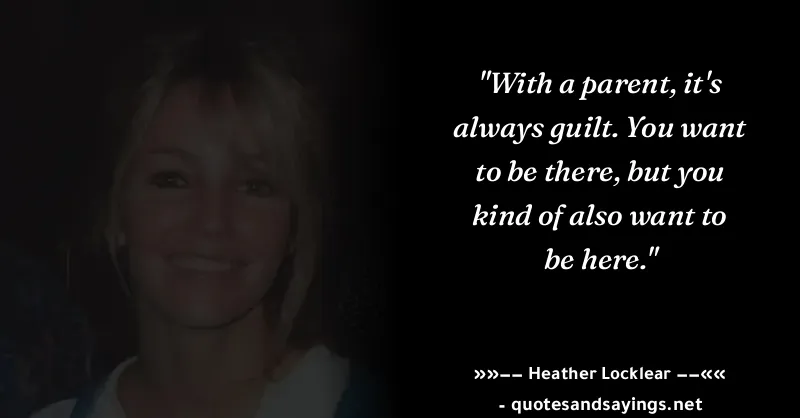 "With a parent, it's
always guilt. You want
to be there, but you
kind of also want to
be here."
»»–– Heather Locklear ––««
- quotesandsayings.net